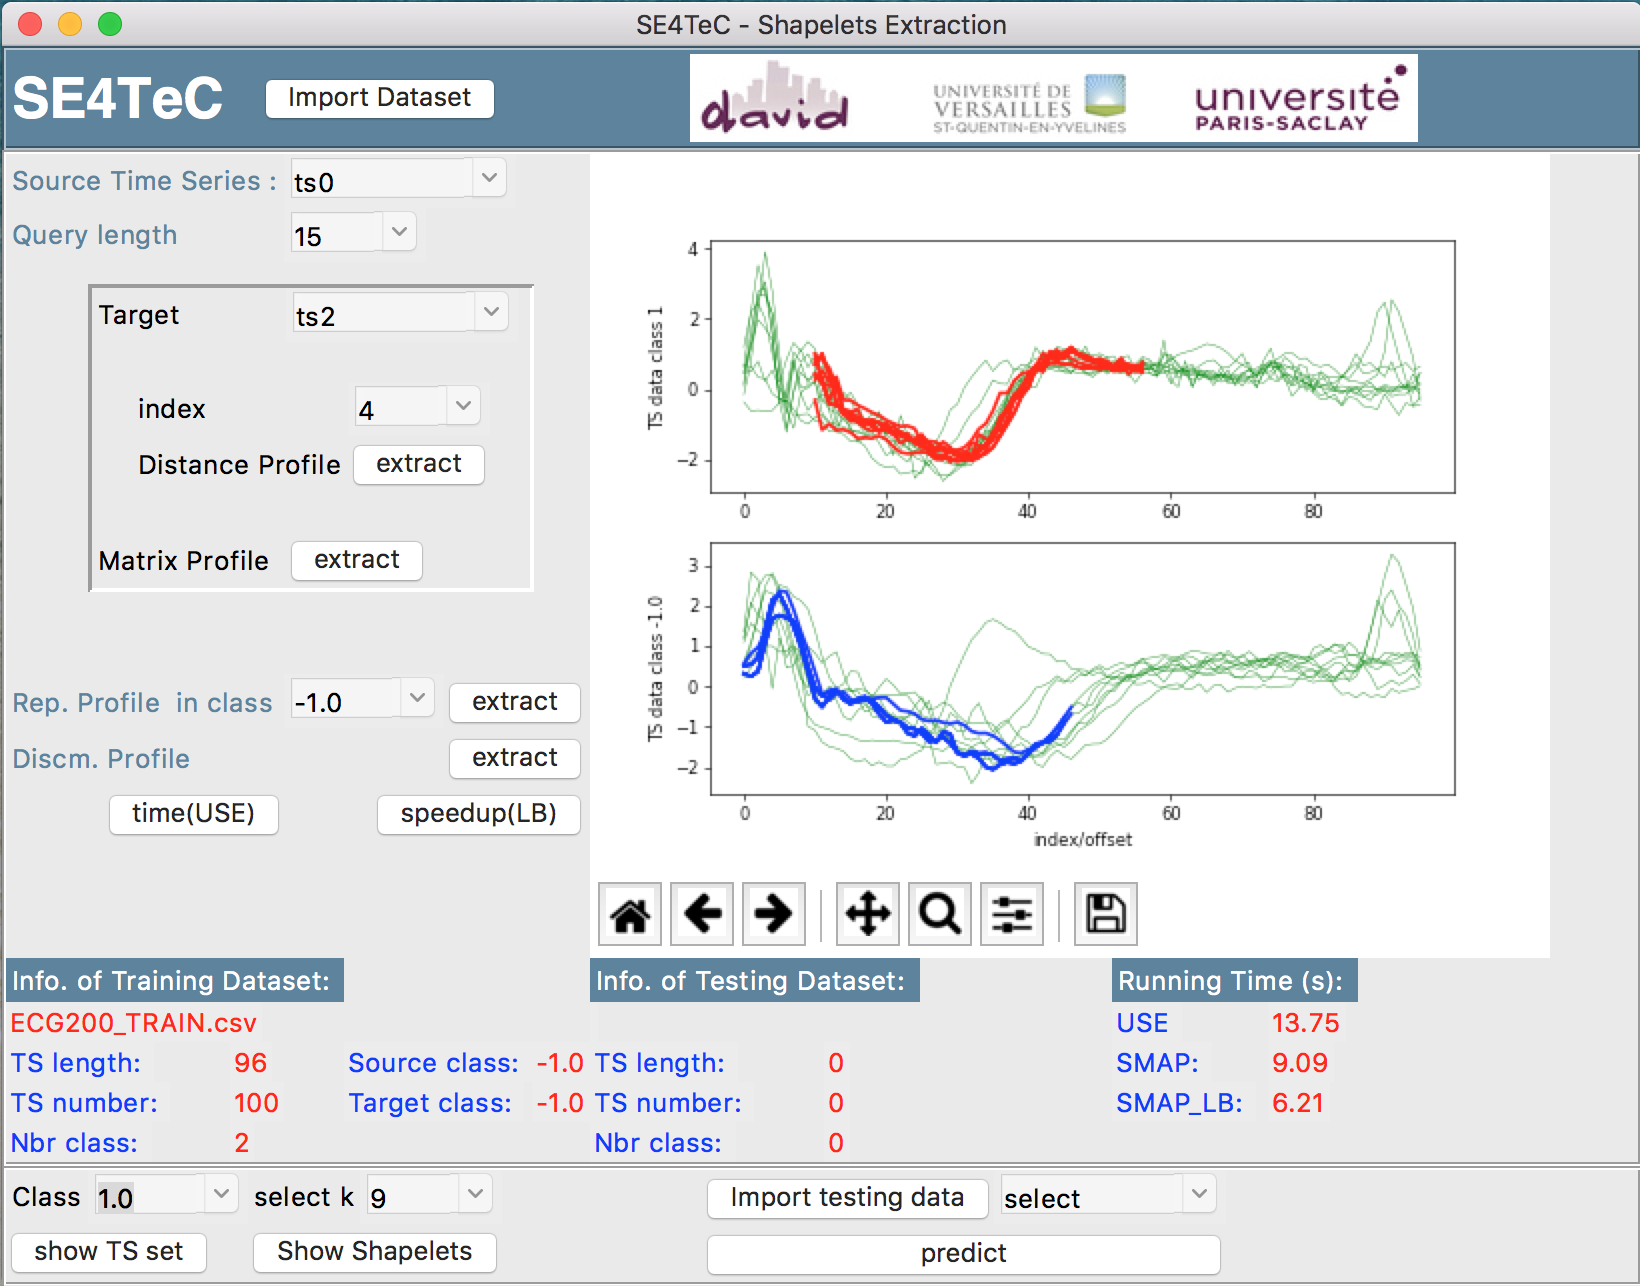 SE4TeC - Shapelets Extraction
SE4TeC
Import Dataset
david
UNIVERSITÉ DE
VERSAILLES
ST-QUENTIN-EN-YVELINES
université
PARIS-SACLAY
Source Time Series : ts0
Query length 15
Target ts2
index 4
Distance Profile extract
Matrix Profile extract
Rep. Profile in class -1.0 extract
Discm. Profile extract
time(USE) speedup(LB)
TS data class 1
4
2
0
−2
0 20 40 60 80
TS data class -1.0
3
2
1
0
−1
−2
0 20 40 60 80
index/offset
Info. of Training Dataset:
ECG200_TRAIN.csv
TS length: 96 Source class: -1.0
TS number: 100 Target class: -1.0
Nbr class: 2
Info. of Testing Dataset:
TS length: 0
TS number: 0
Nbr class: 0
Running Time (s):
USE 13.75
SMAP: 9.09
SMAP_LB: 6.21
Class 1.0 select k 9
show TS set Show Shapelets
Import testing data select
predict